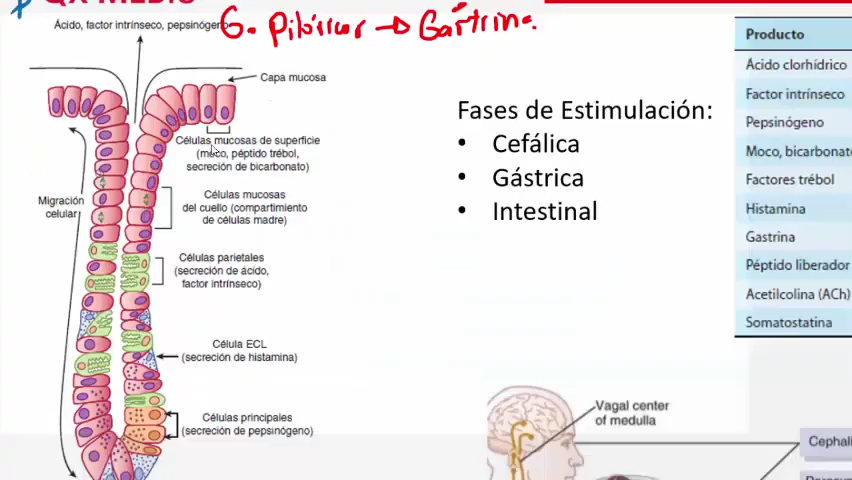 QX MEDIC
Ácido, factor intrínseco, pepsinógeno
G. Pilóricas → Gastrina.
Capa mucosa
Células mucosas de superficie
(moco, péptido trébol,
secreción de bicarbonato)
Migración
celular
Células mucosas
del cuello (compartimiento
de células madre)
Células parietales
(secreción de ácido,
factor intrínseco)
Célula ECL
(secreción de histamina)
Células principales
(secreción de pepsinógeno)
Fases de Estimulación:
• Cefálica
• Gástrica
• Intestinal
Producto
Ácido clorhídrico
Factor intrínseco
Pepsinógeno
Moco, bicarbonato
Factores trébol
Histamina
Gastrina
Péptido liberador
Acetilcolina (ACh)
Somatostatina
Vagal center
of medulla
Cephali